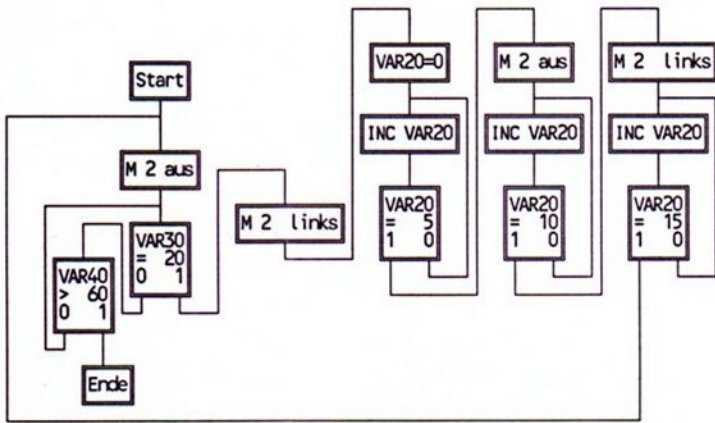 Start
M 2 aus
VAR30
= 20
0 1
VAR40
> 60
0 1
Ende
M 2 links
VAR20=0
INC VAR20
VAR20
= 5
1 0
M 2 aus
INC VAR20
VAR20
= 10
1 0
M 2 links
INC VAR20
VAR20
= 15
1 0